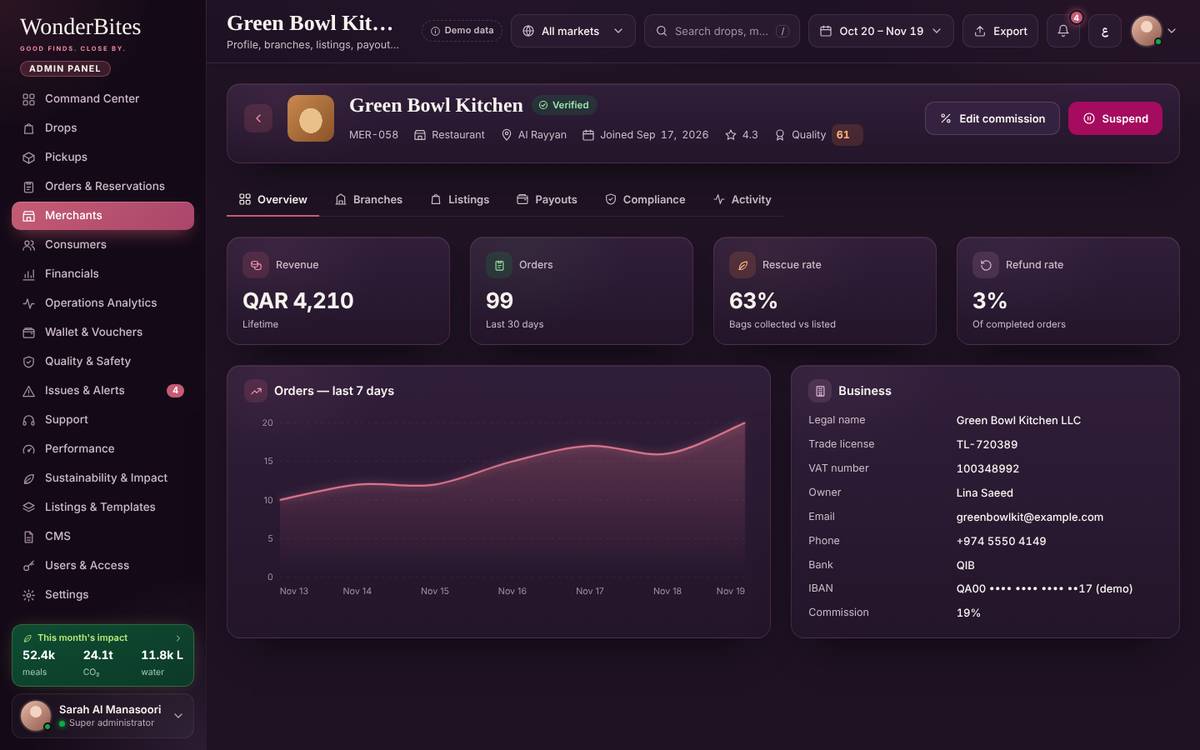 WonderBites
GOOD FINDS. CLOSE BY.
ADMIN PANEL
Command Center
Drops
Pickups
Orders & Reservations
Merchants
Consumers
Financials
Operations Analytics
Wallet & Vouchers
Quality & Safety
Issues & Alerts 4
Support
Performance
Sustainability & Impact
Listings & Templates
CMS
Users & Access
Settings
This month's impact
52.4k 24.1t 11.8k L
meals CO₂ water
Sarah Al Manasoori
Super administrator
Green Bowl Kit…
Profile, branches, listings, payout…
Demo data
All markets
Search drops, m… /
Oct 20 – Nov 19
Export
4
ع
Green Bowl Kitchen Verified
MER-058 Restaurant Al Rayyan Joined Sep 17, 2026 4.3 Quality 61
Edit commission
Suspend
Overview Branches Listings Payouts Compliance Activity
Revenue
QAR 4,210
Lifetime
Orders
99
Last 30 days
Rescue rate
63%
Bags collected vs listed
Refund rate
3%
Of completed orders
Orders — last 7 days
20
15
10
5
0
Nov 13 Nov 14 Nov 15 Nov 16 Nov 17 Nov 18 Nov 19
Business
Legal name Green Bowl Kitchen LLC
Trade license TL-720389
VAT number 100348992
Owner Lina Saeed
Email greenbowlkit@example.com
Phone +974 5550 4149
Bank QIB
IBAN QA00 •••• •••• •••• ••17 (demo)
Commission 19%